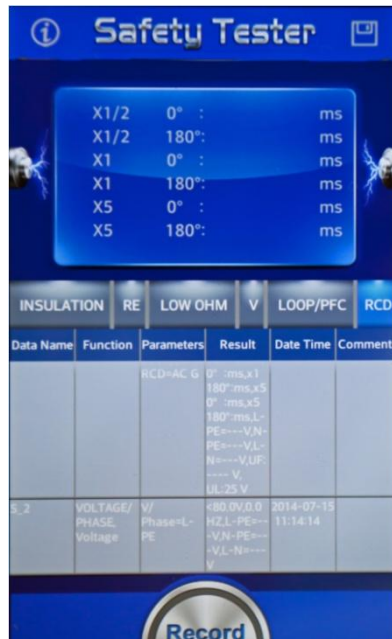 Safety Tester
X1/2 0° : ms
X1/2 180°: ms
X1 0° : ms
X1 180°: ms
X5 0° : ms
X5 180°: ms
INSULATION RE LOW OHM V LOOP/PFC RCD
Data Name Function Parameters Result Date Time Comment
RCD=AC G 0° :ms,x1
180°:ms,x5
0° :ms,x5
180°:ms,L-
PE=---V,N-
PE=---V,L-
N=---V,UF:
---- V,
UL:25 V
S_2 VOLTAGE/ V/ <80.0V,0.0 2014-07-15
PHASE, Phase=L- HZ,L-PE=-- 11:14:14
Voltage PE -V,N-PE=--
-V,L-N=---
V
Record